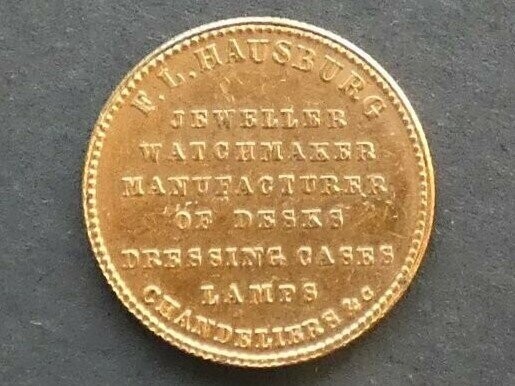 F. L. HAUSBURG
JEWELLER
WATCHMAKER
MANUFACTURER
OF DESKS
DRESSING CASES
LAMPS
CHANDELIERS &c